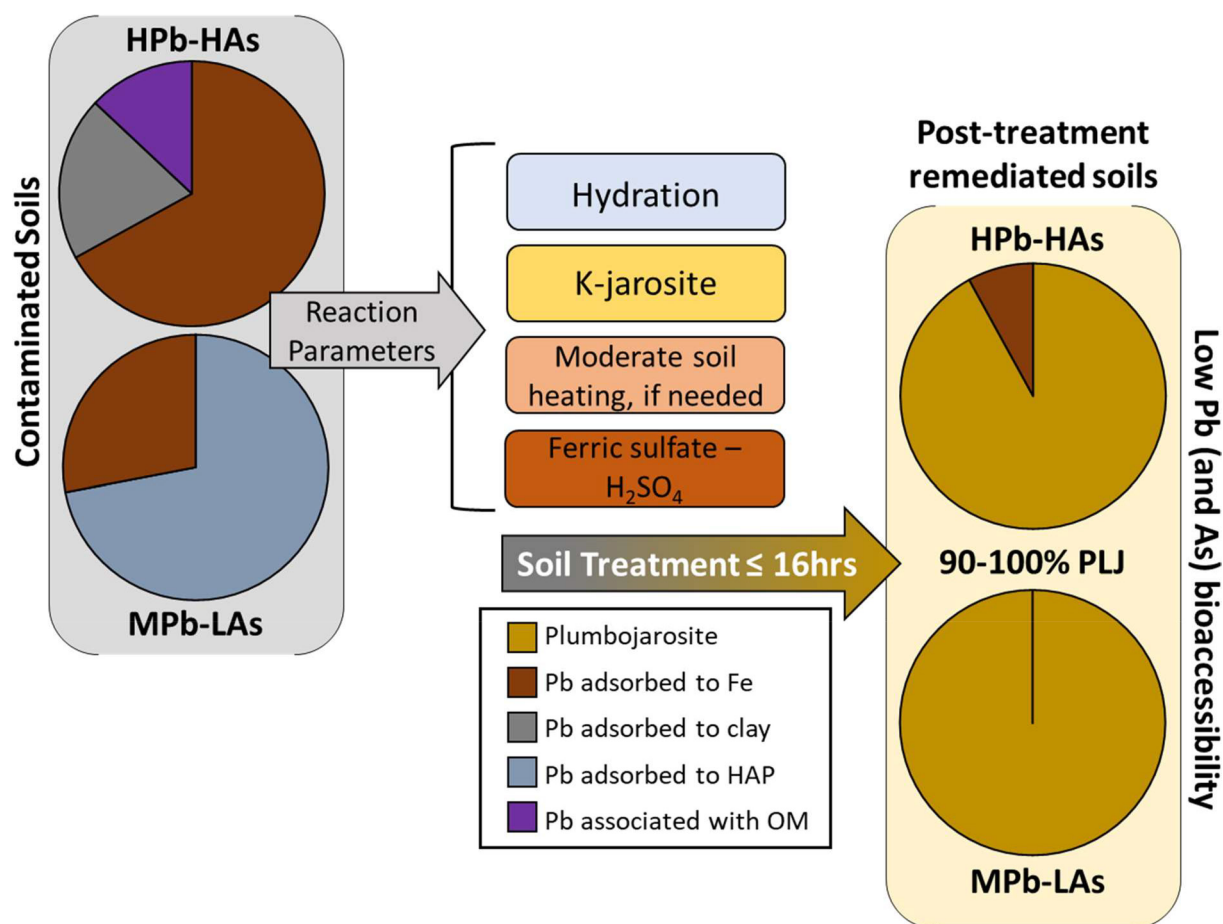 Contaminated Soils
HPb-HAs
MPb-LAs
Reaction
Parameters
Hydration
K-jarosite
Moderate soil
heating, if needed
Ferric sulfate –
H₂SO₄
Soil Treatment ≤ 16hrs
Plumbojarosite
Pb adsorbed to Fe
Pb adsorbed to clay
Pb adsorbed to HAP
Pb associated with OM
Post-treatment
remediated soils
HPb-HAs
90-100% PLJ
MPb-LAs
Low Pb (and As) bioaccessibility